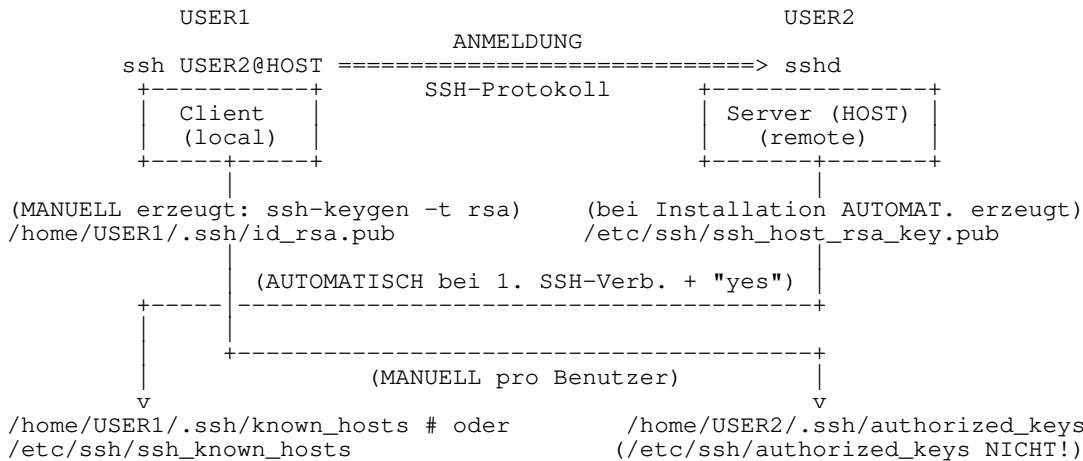 USER1 USER2
ANMELDUNG
ssh USER2@HOST =============================> sshd
SSH-Protokoll
Client Server (HOST)
(local) (remote)
(MANUELL erzeugt: ssh-keygen -t rsa) (bei Installation AUTOMAT. erzeugt)
/home/USER1/.ssh/id_rsa.pub /etc/ssh/ssh_host_rsa_key.pub
(AUTOMATISCH bei 1. SSH-Verb. + "yes")
(MANUELL pro Benutzer)
/home/USER1/.ssh/known_hosts # oder /home/USER2/.ssh/authorized_keys
/etc/ssh/ssh_known_hosts (/etc/ssh/authorized_keys NICHT!)